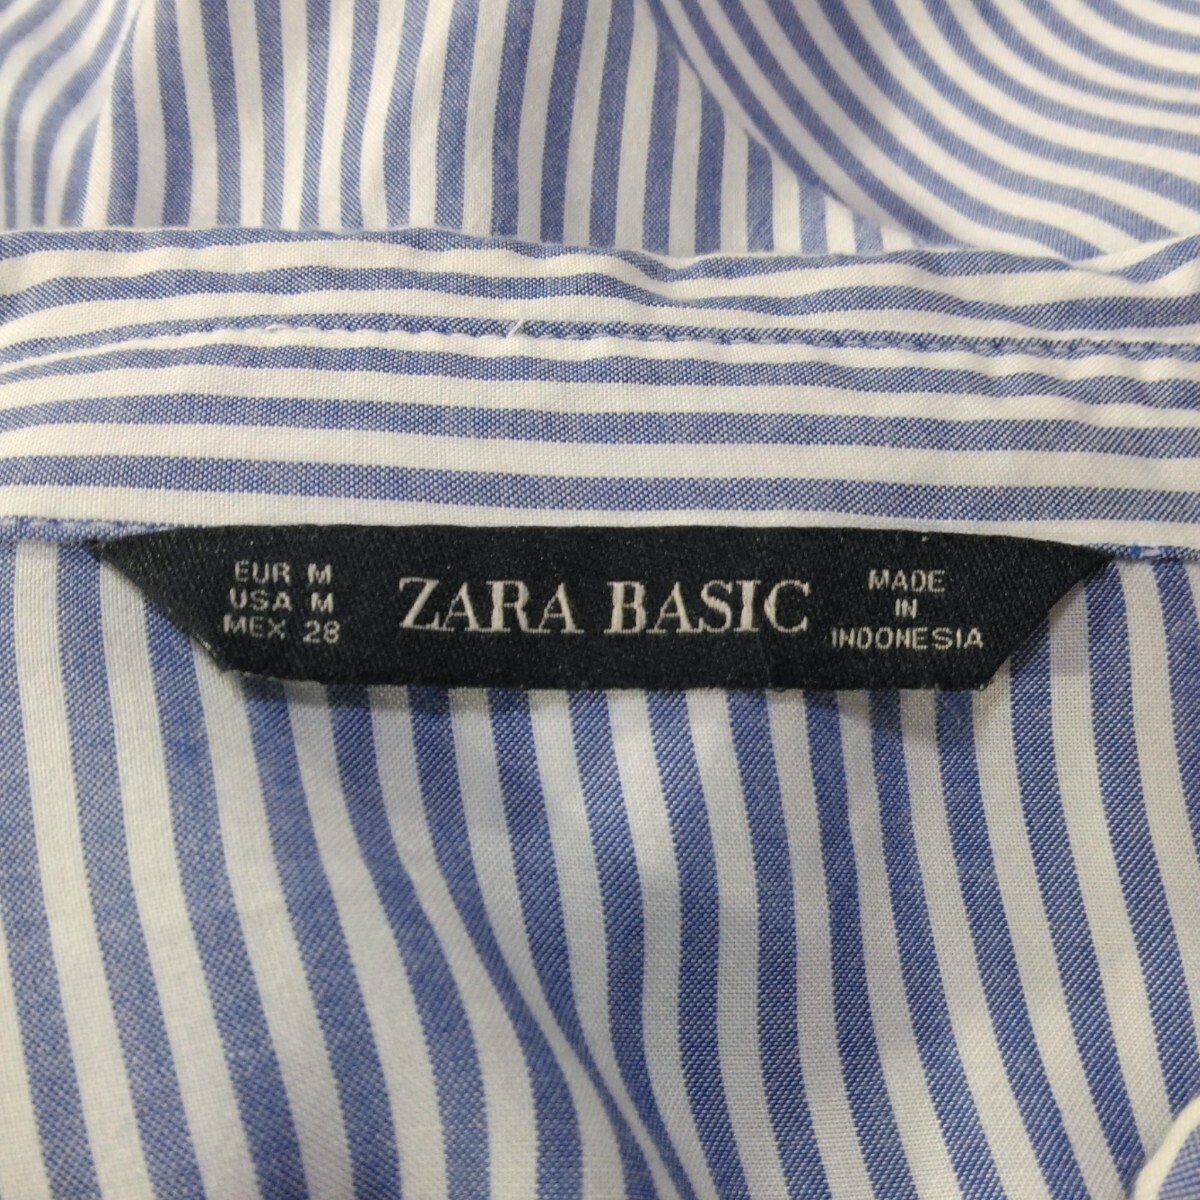 EUR M
USA M
MEX 28
ZARA BASIC
MADE
IN
INDONESIA